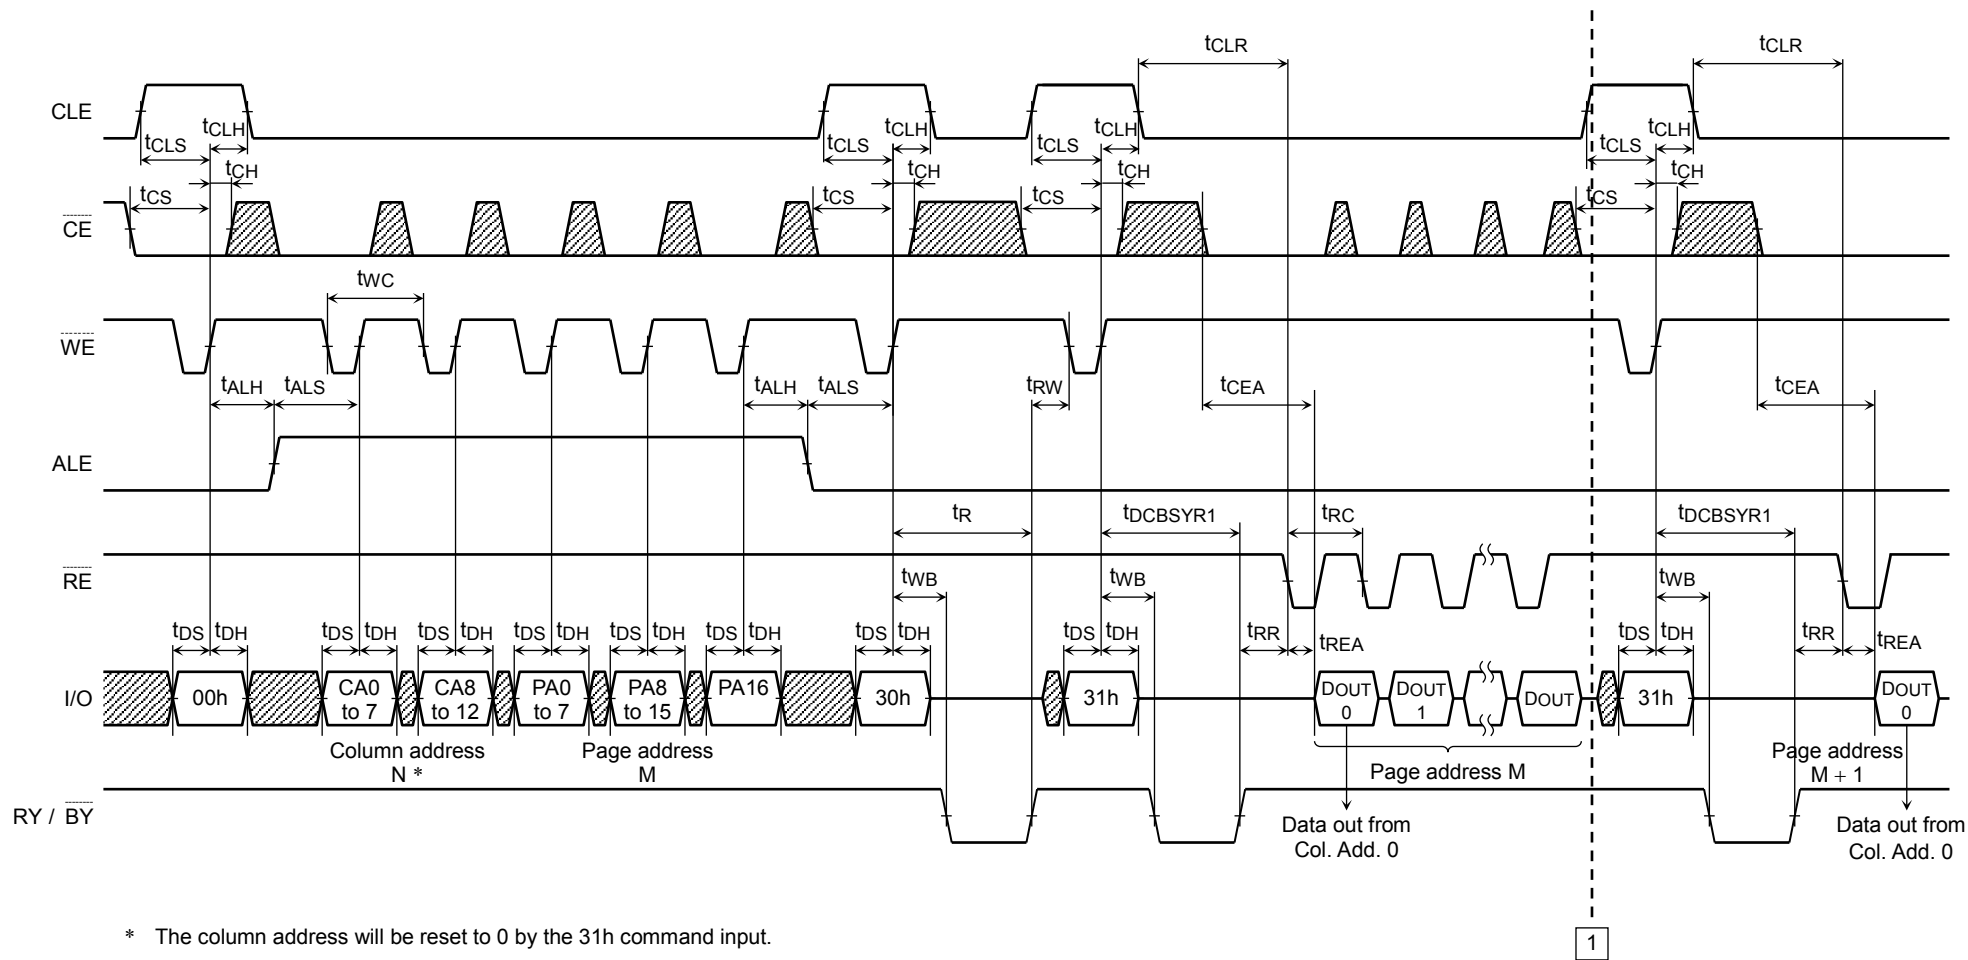 tCLR tCLR
CLE
tCLH tCLH tCLH tCLH
tCLS tCLS tCLS tCLS
tCH tCH tCH tCH
tCS tCS tCS tCS
CE
tWC
WE
tALH tALS tALH tALS tRW tCEA tCEA
ALE
tR tDCBSYR1 tRC tDCBSYR1
RE
tWB tWB tWB
tDS tDH tDS tDH tDS tDH tDS tDH tDS tDH tDS tDH tDS tDH tDS tDH tRR tREA tDS tDH tRR tREA
I/O
00h
CA0
to 7
CA8
to 12
PA0
to 7
PA8
to 15
PA16
30h
31h
DOUT
0
DOUT
1
DOUT
31h
DOUT
0
Column address
N *
Page address
M
Page address M
Page address
M + 1
RY / BY
Data out from
Col. Add. 0
Data out from
Col. Add. 0
* The column address will be reset to 0 by the 31h command input.
1